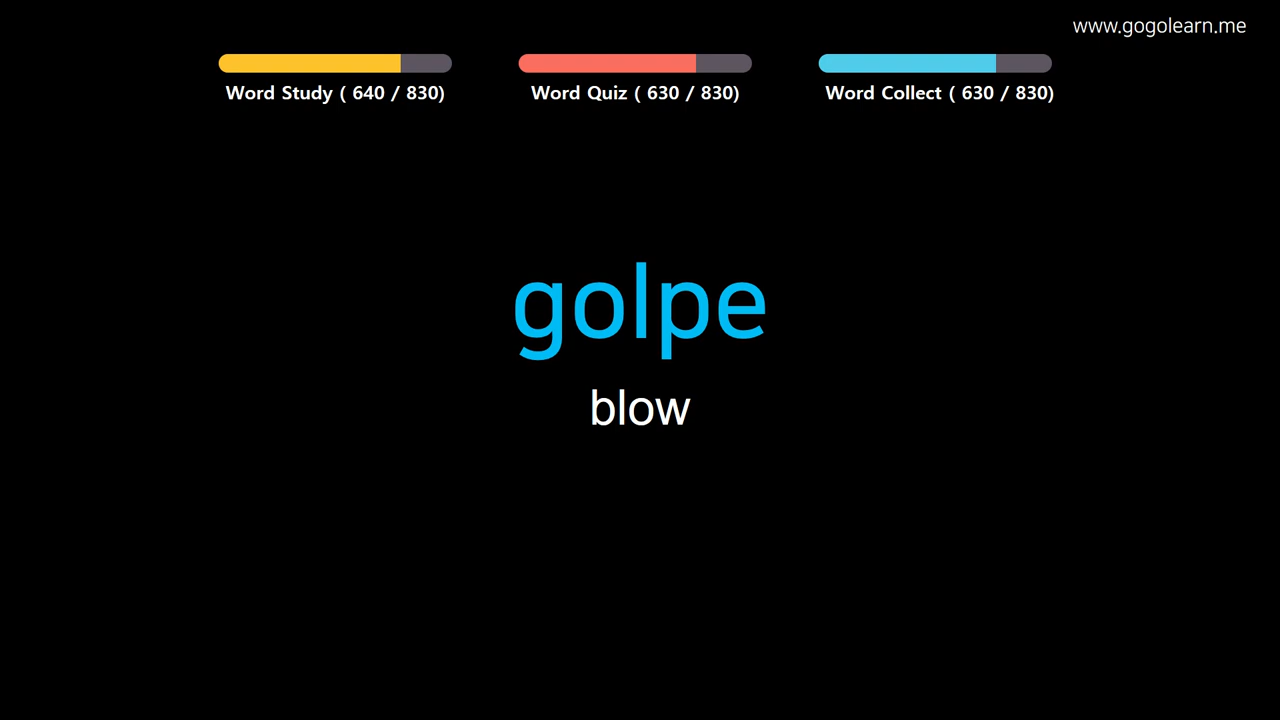 www.gogolearn.me
Word Study ( 640 / 830)
Word Quiz ( 630 / 830)
Word Collect ( 630 / 830)
golpe
blow